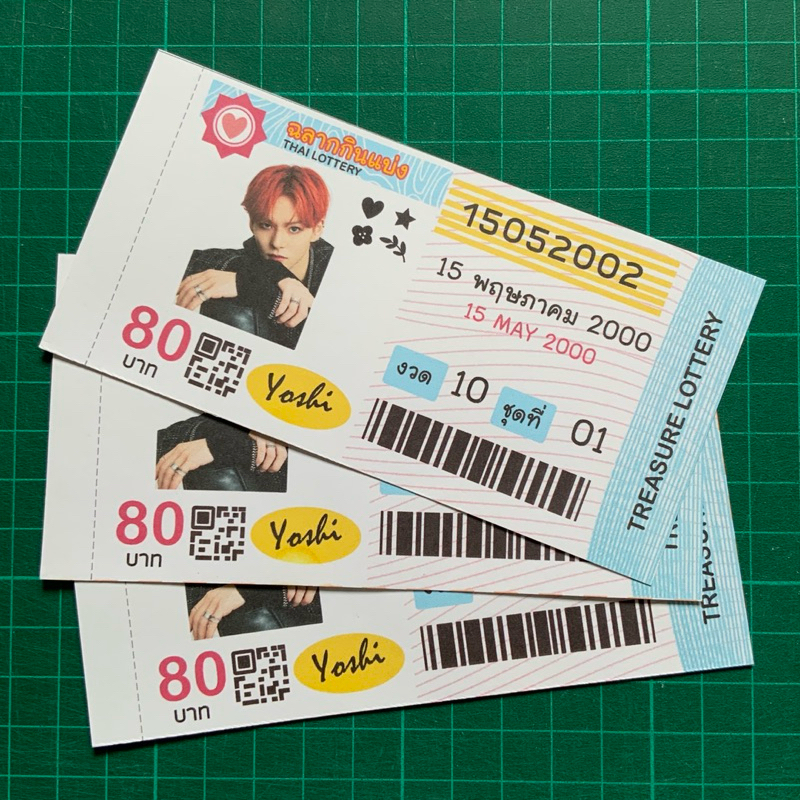 ฉลากกินแบ่ง
THAI LOTTERY
15052002
15 พฤษภาคม 2000
15 MAY 2000
80
บาท
Yoshi
งวด 10 ชุดที่ 01
TREASURE LOTTERY
80
บาท
Yoshi
80
บาท
Yoshi